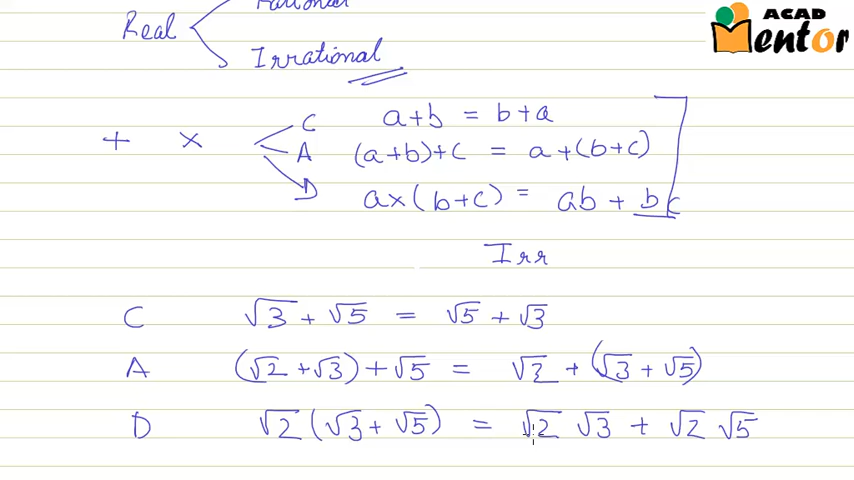 Rational
Real
Irrational
ACAD
Mentor
+ × C a+b = b+a
A (a+b)+c = a+(b+c)
D a×(b+c) = ab + bc
Irr
C √3 + √5 = √5 + √3
A (√2 + √3) + √5 = √2 + (√3 + √5)
D √2 (√3 + √5) = √2 √3 + √2 √5